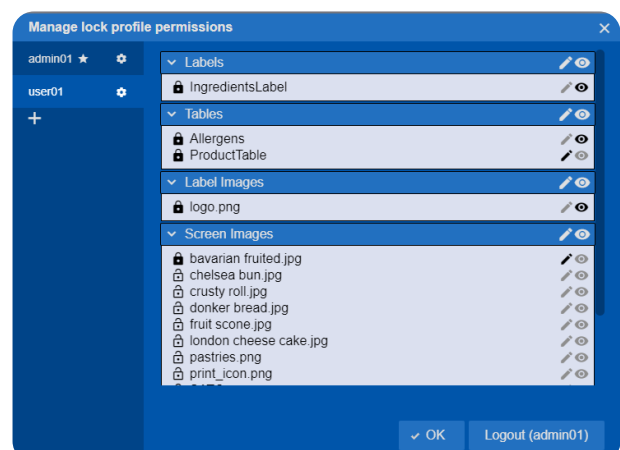 Manage lock profile permissions
admin01
user01
Labels
IngredientsLabel
Tables
Allergens
ProductTable
Label Images
logo.png
Screen Images
bavarian fruited.jpg
chelsea bun.jpg
crusty roll.jpg
donker bread.jpg
fruit scone.jpg
london cheese cake.jpg
pastries.png
print_icon.png
OK
Logout (admin01)